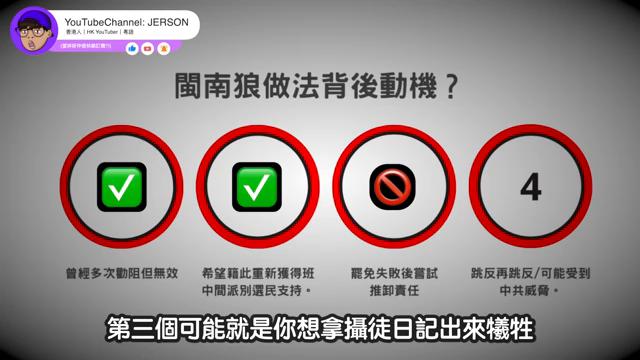 YouTubeChannel: JERSON
香港人｜HK YouTuber｜粵語
閩南狼做法背後動機？
4
曾經多次勸阻但無效
希望藉此重新獲得班
中間派別選民支持。
罷免失敗後嘗試
推卸責任
跳反再跳反/可能受到
中共威脅。
第三個可能就是你想拿攝徒日記出來犧牲